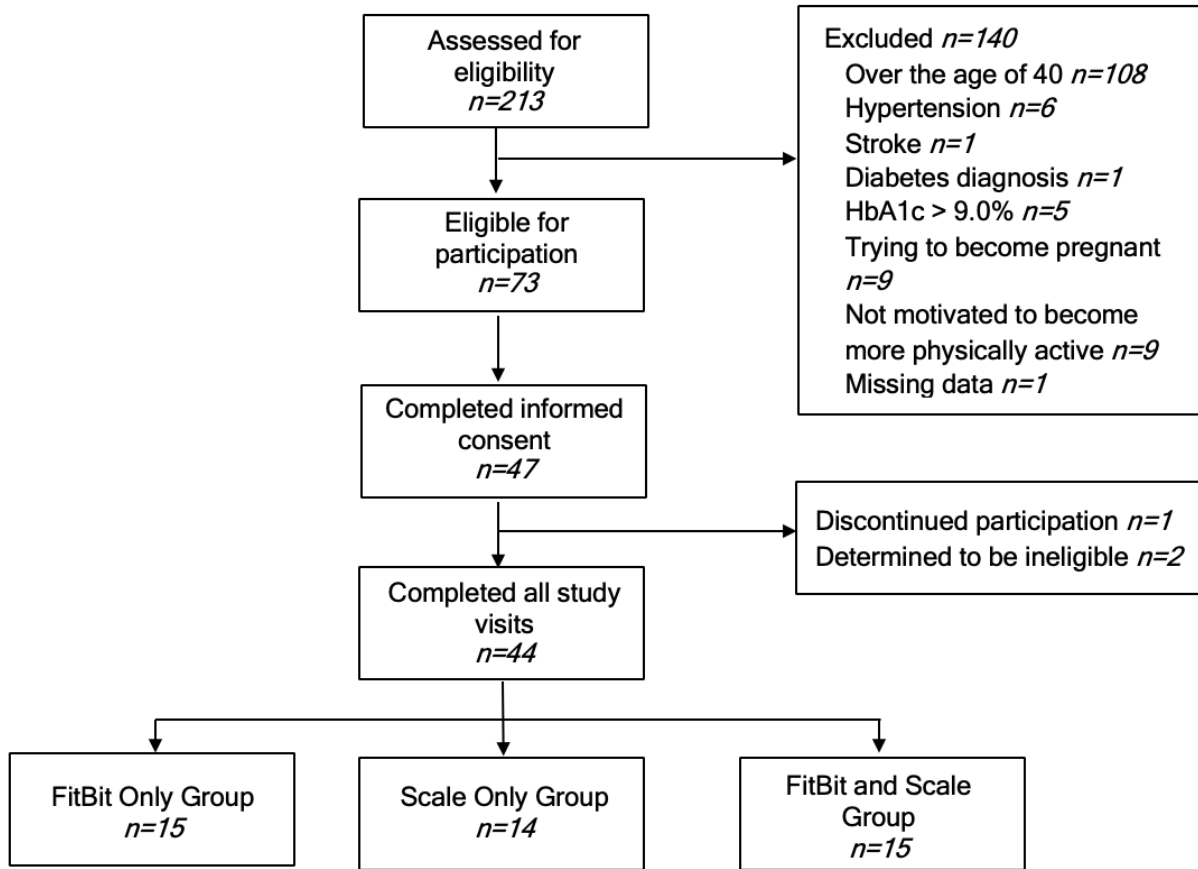 Assessed for
eligibility
n=213
Excluded n=140
Over the age of 40 n=108
Hypertension n=6
Stroke n=1
Diabetes diagnosis n=1
HbA1c > 9.0% n=5
Trying to become pregnant
n=9
Not motivated to become
more physically active n=9
Missing data n=1
Eligible for
participation
n=73
Completed informed
consent
n=47
Discontinued participation n=1
Determined to be ineligible n=2
Completed all study
visits
n=44
FitBit Only Group
n=15
Scale Only Group
n=14
FitBit and Scale
Group
n=15